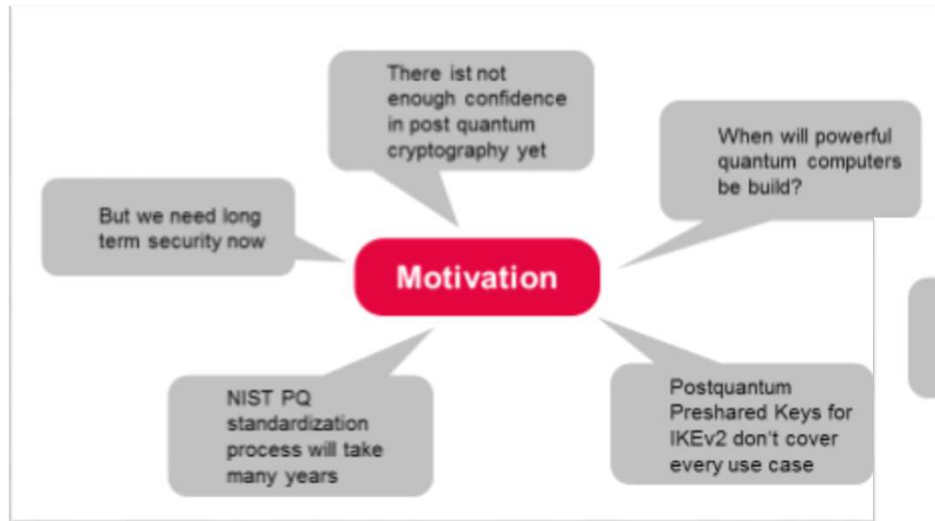 There ist not
enough confidence
in post quantum
cryptography yet
When will powerful
quantum computers
be build?
But we need long
term security now
Motivation
NIST PQ
standardization
process will take
many years
Postquantum
Preshared Keys for
IKEv2 don't cover
every use case